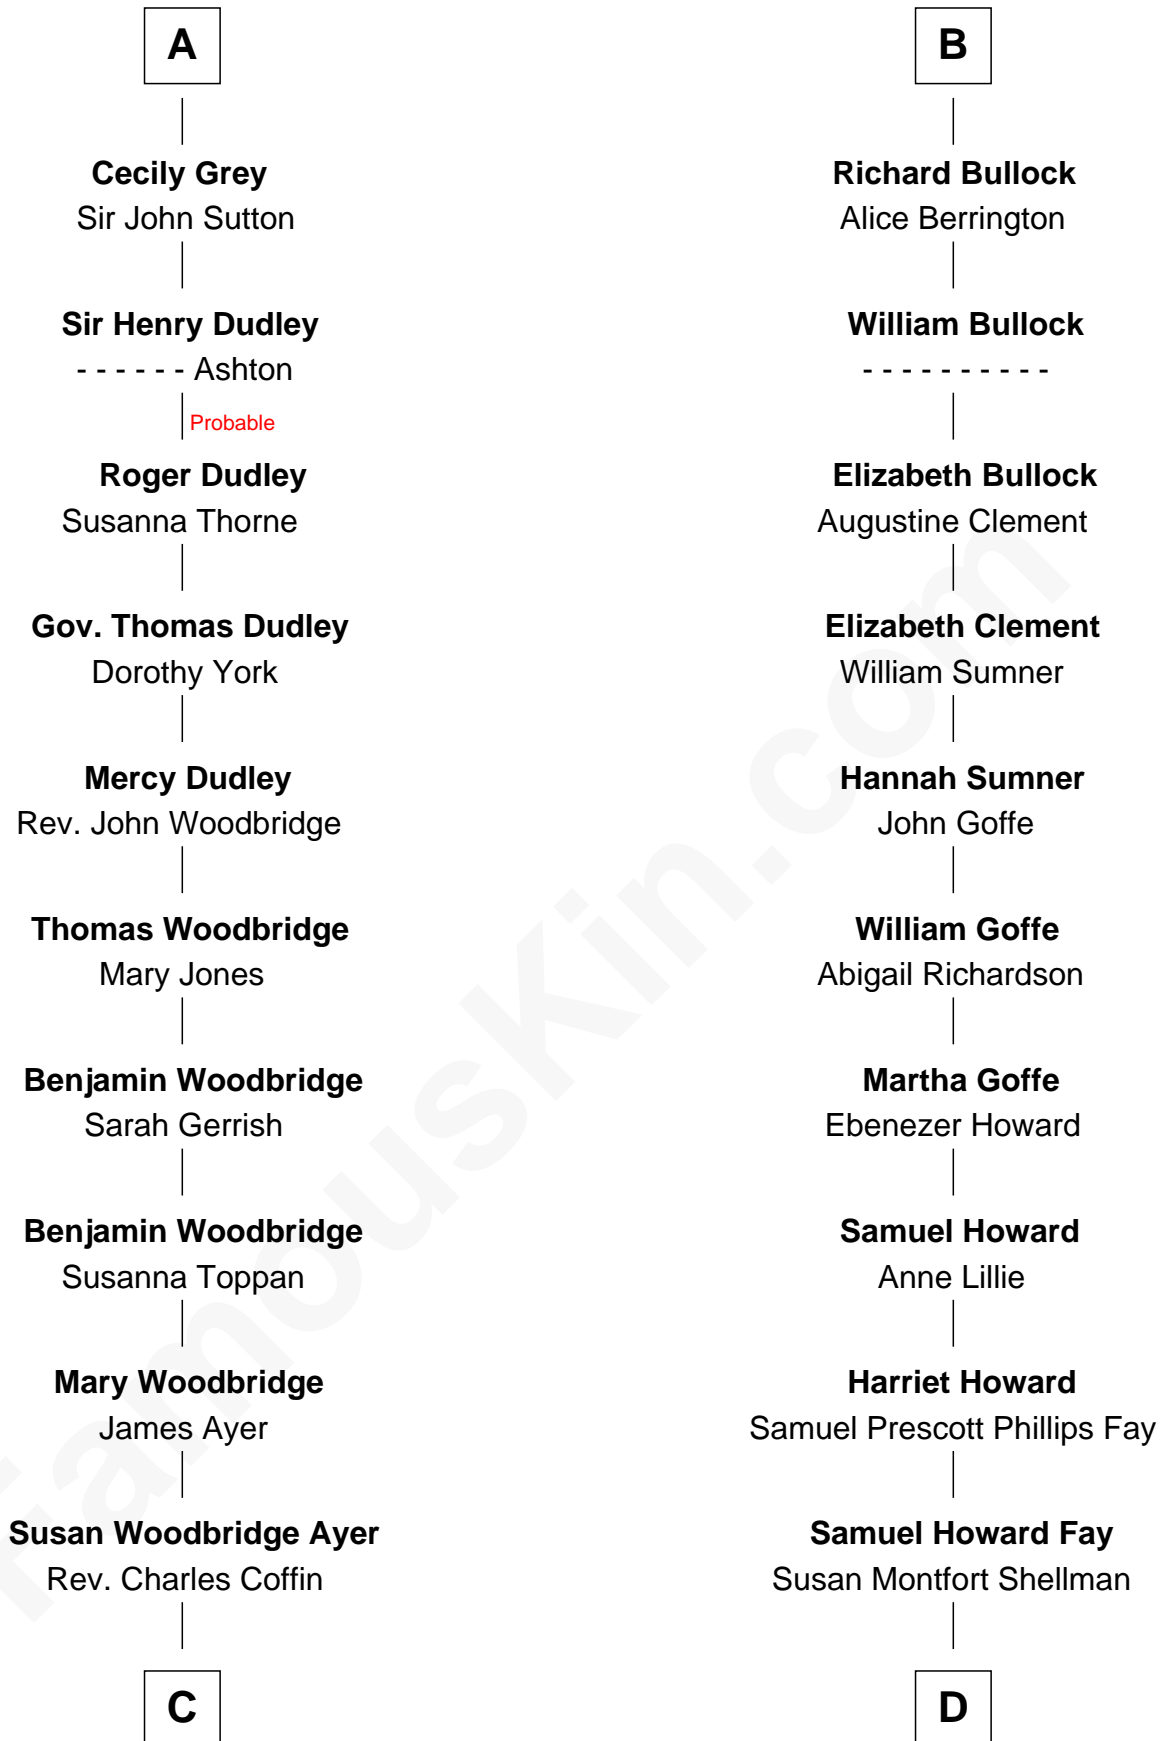 A
Cecily Grey
Sir John Sutton
Sir Henry Dudley
- - - - - - Ashton
Probable
Roger Dudley
Susanna Thorne
Gov. Thomas Dudley
Dorothy York
Mercy Dudley
Rev. John Woodbridge
Thomas Woodbridge
Mary Jones
Benjamin Woodbridge
Sarah Gerrish
Benjamin Woodbridge
Susanna Toppan
Mary Woodbridge
James Ayer
Susan Woodbridge Ayer
Rev. Charles Coffin
C
B
Richard Bullock
Alice Berrington
William Bullock
- - - - - - - - - -
Elizabeth Bullock
Augustine Clement
Elizabeth Clement
William Sumner
Hannah Sumner
John Goffe
William Goffe
Abigail Richardson
Martha Goffe
Ebenezer Howard
Samuel Howard
Anne Lillie
Harriet Howard
Samuel Prescott Phillips Fay
Samuel Howard Fay
Susan Montfort Shellman
D
FamousKin.com